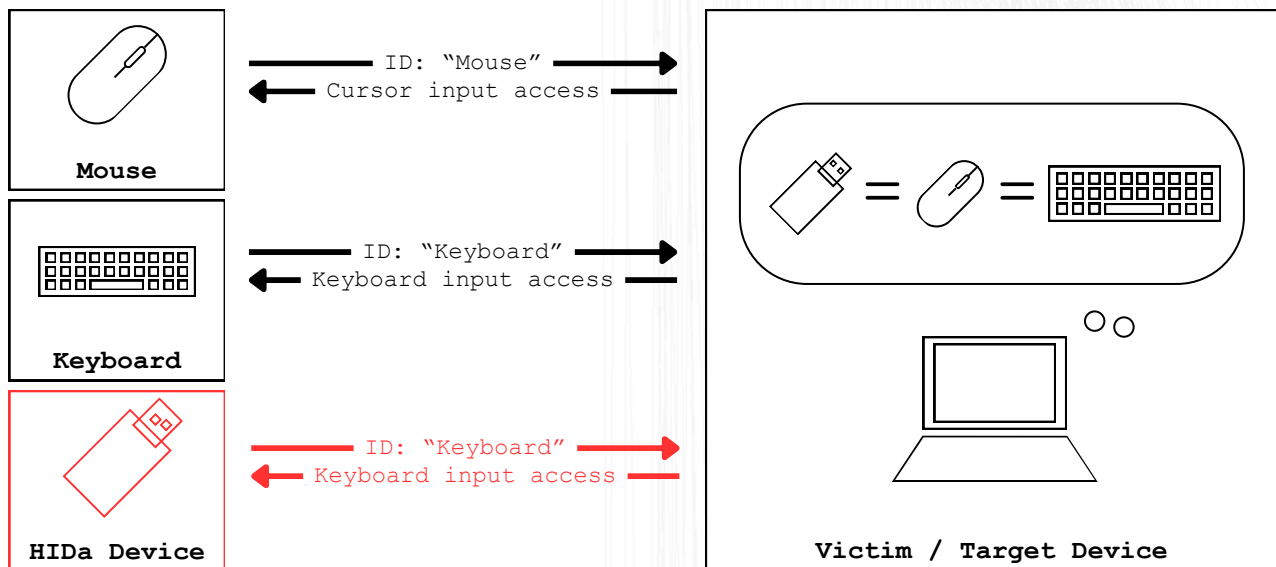 ID: “Mouse”
Cursor input access
Mouse
ID: “Keyboard”
Keyboard input access
Keyboard
ID: “Keyboard”
Keyboard input access
HIDa Device
Victim / Target Device